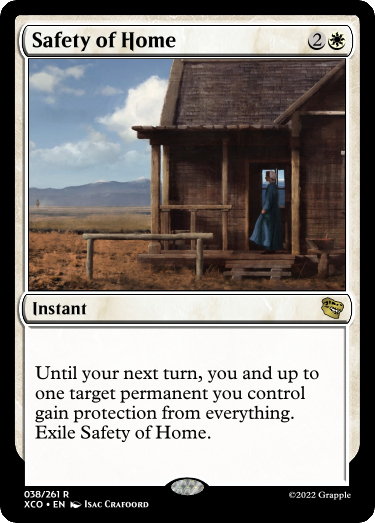 Safety of Home 2
Instant
Until your next turn, you and up to
one target permanent you control
gain protection from everything.
Exile Safety of Home.
038/261 R
XCO • EN Isac Crafoord
©2022 Grapple